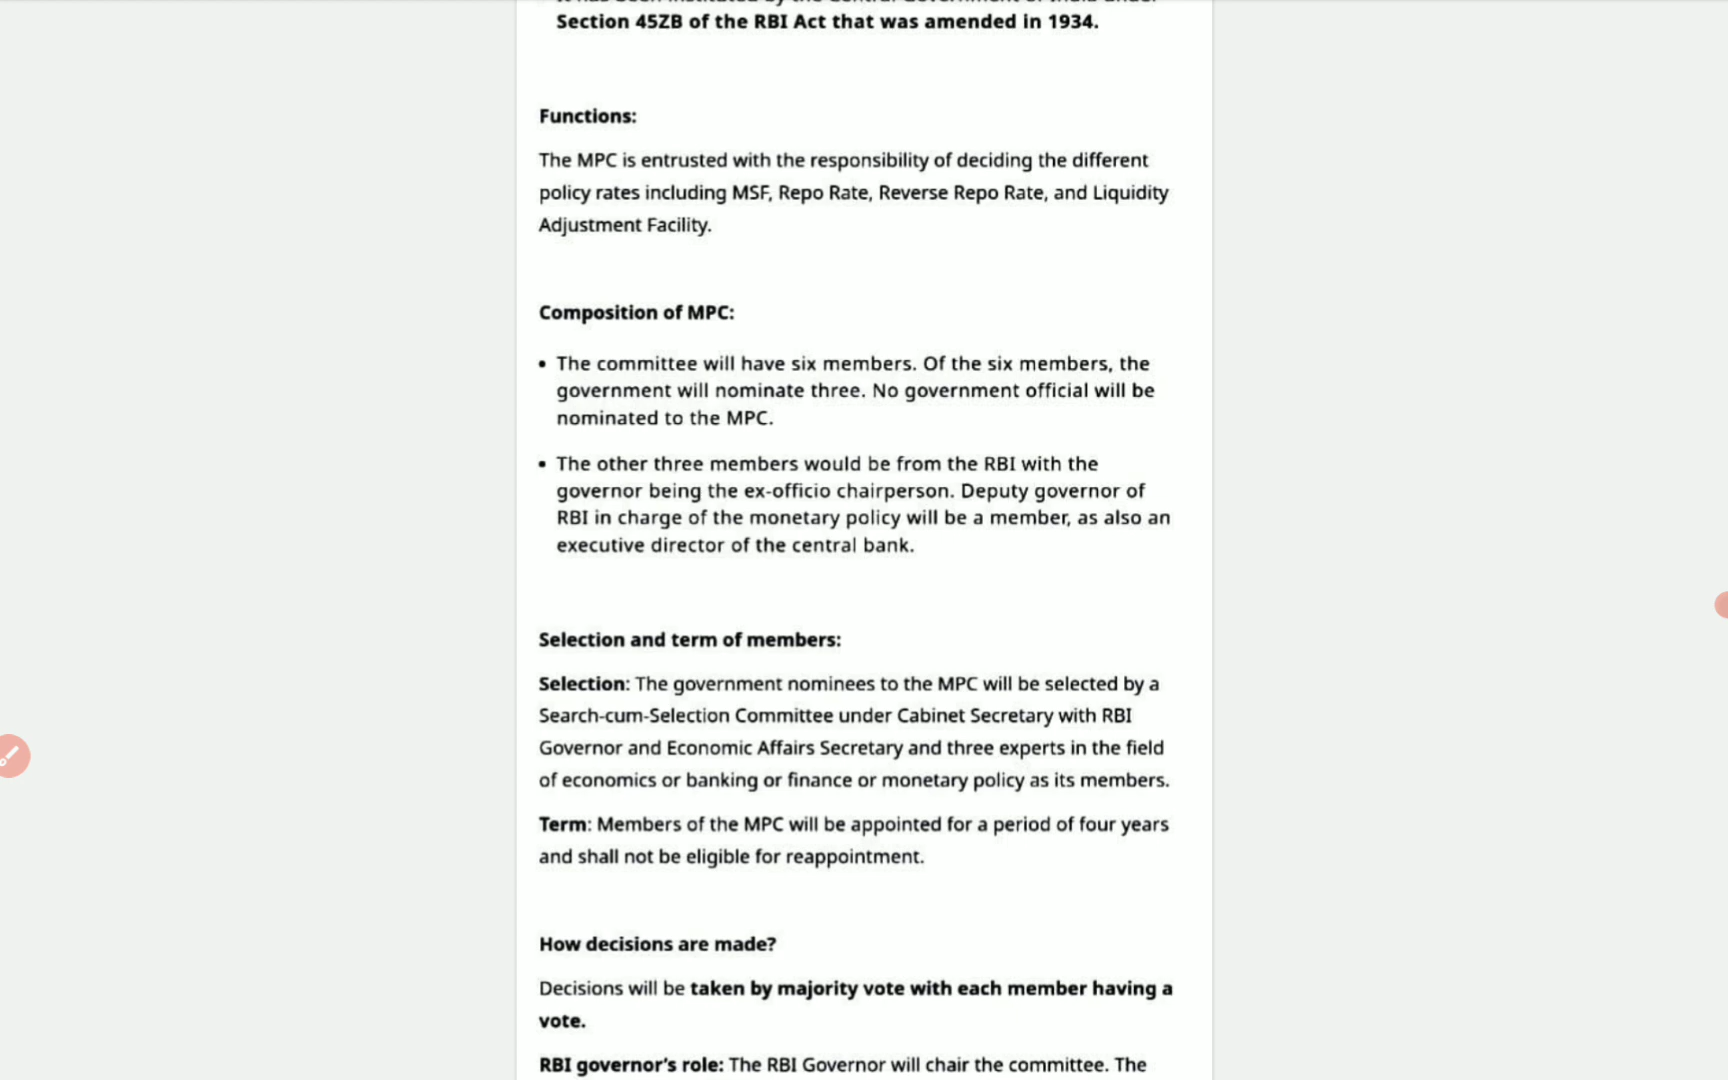 Section 45ZB of the RBI Act that was amended in 1934.
Functions:
The MPC is entrusted with the responsibility of deciding the different
policy rates including MSF, Repo Rate, Reverse Repo Rate, and Liquidity
Adjustment Facility.
Composition of MPC:
• The committee will have six members. Of the six members, the
government will nominate three. No government official will be
nominated to the MPC.
• The other three members would be from the RBI with the
governor being the ex-officio chairperson. Deputy governor of
RBI in charge of the monetary policy will be a member, as also an
executive director of the central bank.
Selection and term of members:
Selection: The government nominees to the MPC will be selected by a
Search-cum-Selection Committee under Cabinet Secretary with RBI
Governor and Economic Affairs Secretary and three experts in the field
of economics or banking or finance or monetary policy as its members.
Term: Members of the MPC will be appointed for a period of four years
and shall not be eligible for reappointment.
How decisions are made?
Decisions will be taken by majority vote with each member having a
vote.
RBI governor's role: The RBI Governor will chair the committee. The